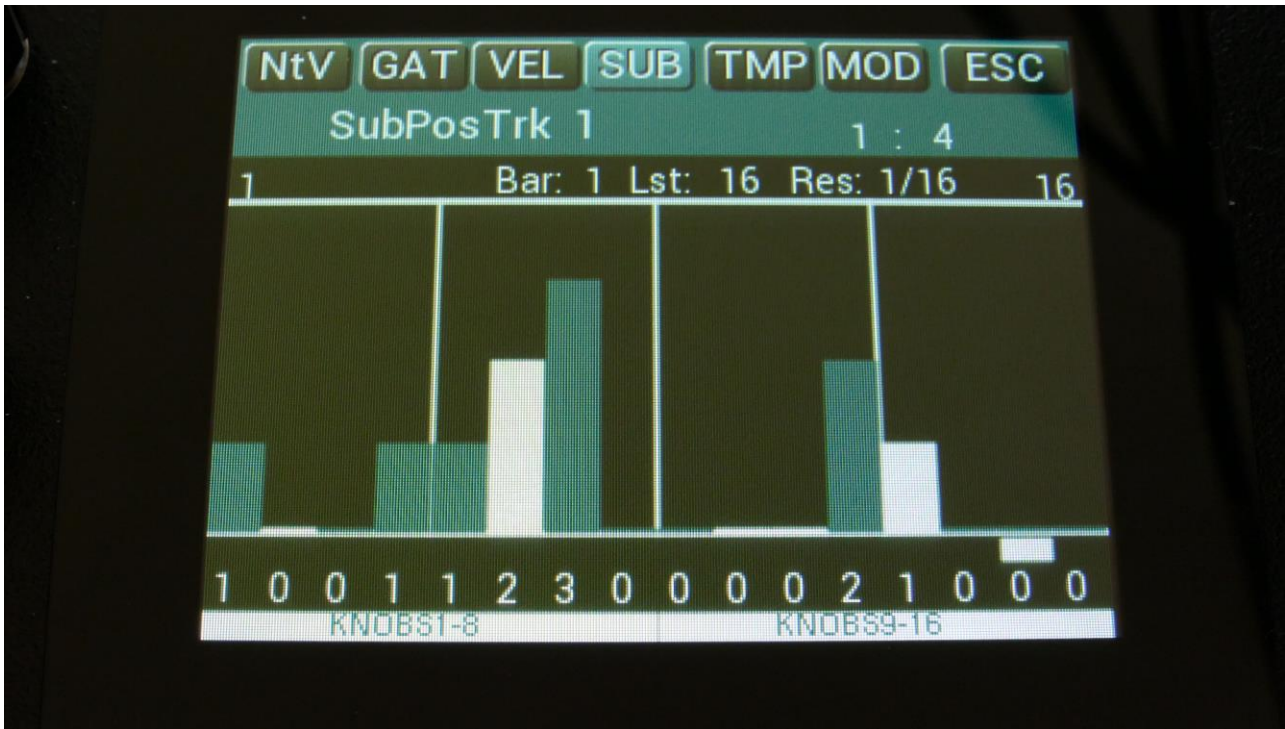 NtV GAT VEL SUB TMP MOD ESC
SubPosTrk 1 1 : 4
1 Bar: 1 Lst: 16 Res: 1/16 16
1 0 0 1 1 2 3 0 0 0 0 2 1 0 0 0
KNOBS1-8 KNOBS9-16